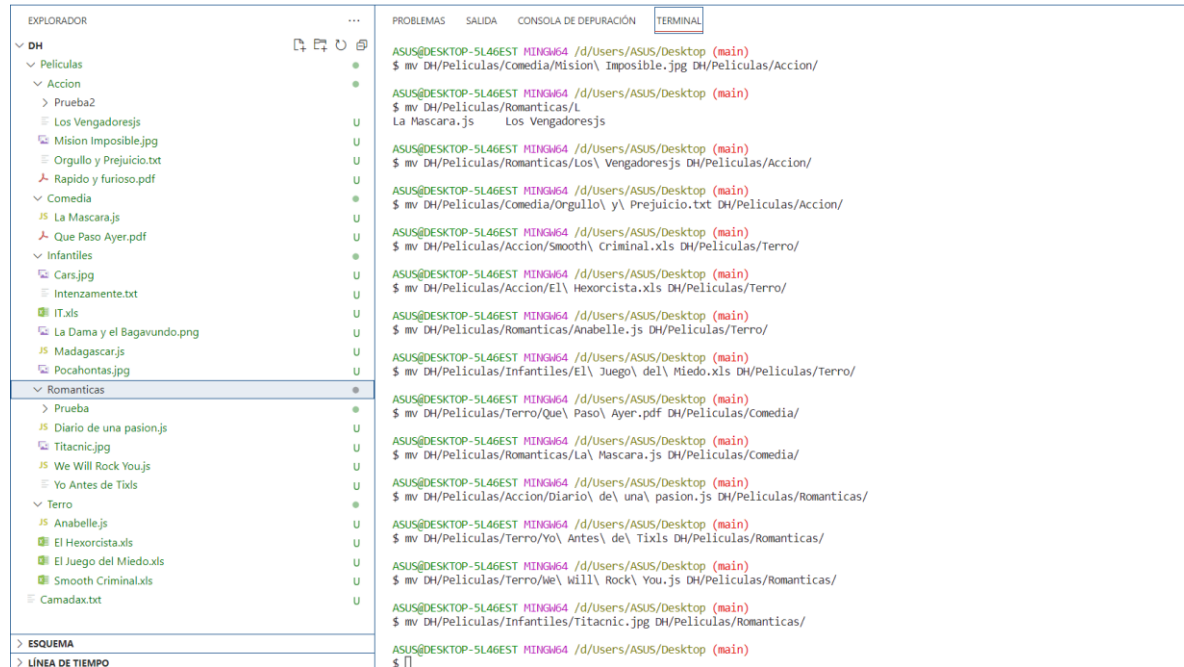 EXPLORADOR
DH
Peliculas
Accion
Prueba2
Los Vengadoresjs U
Mision Imposible.jpg U
Orgullo y Prejuicio.txt U
Rapido y furioso.pdf U
Comedia
JS La Mascara.js U
Que Paso Ayer.pdf U
Infantiles
Cars.jpg U
Intenzamente.txt U
IT.xls U
La Dama y el Bagavundo.png U
JS Madagascar.js U
Pocahontas.jpg U
Romanticas
Prueba
JS Diario de una pasion.js U
Titacnic.jpg U
JS We Will Rock You.js U
Yo Antes de Tixls U
Terro
JS Anabelle.js U
El Hexorcista.xls U
El Juego del Miedo.xls U
Smooth Criminal.xls U
Camadax.txt U
ESQUEMA
LÍNEA DE TIEMPO
PROBLEMAS SALIDA CONSOLA DE DEPURACIÓN TERMINAL
ASUS@DESKTOP-5L46EST MINGW64 /d/Users/ASUS/Desktop (main)
$ mv DH/Peliculas/Comedia/Mision\ Imposible.jpg DH/Peliculas/Accion/
ASUS@DESKTOP-5L46EST MINGW64 /d/Users/ASUS/Desktop (main)
$ mv DH/Peliculas/Romanticas/L
La Mascara.js Los Vengadoresjs
ASUS@DESKTOP-5L46EST MINGW64 /d/Users/ASUS/Desktop (main)
$ mv DH/Peliculas/Romanticas/Los\ Vengadoresjs DH/Peliculas/Accion/
ASUS@DESKTOP-5L46EST MINGW64 /d/Users/ASUS/Desktop (main)
$ mv DH/Peliculas/Comedia/Orgullo\ y\ Prejuicio.txt DH/Peliculas/Accion/
ASUS@DESKTOP-5L46EST MINGW64 /d/Users/ASUS/Desktop (main)
$ mv DH/Peliculas/Accion/Smooth\ Criminal.xls DH/Peliculas/Terro/
ASUS@DESKTOP-5L46EST MINGW64 /d/Users/ASUS/Desktop (main)
$ mv DH/Peliculas/Accion/El\ Hexorcista.xls DH/Peliculas/Terro/
ASUS@DESKTOP-5L46EST MINGW64 /d/Users/ASUS/Desktop (main)
$ mv DH/Peliculas/Romanticas/Anabelle.js DH/Peliculas/Terro/
ASUS@DESKTOP-5L46EST MINGW64 /d/Users/ASUS/Desktop (main)
$ mv DH/Peliculas/Infantiles/El\ Juego\ del\ Miedo.xls DH/Peliculas/Terro/
ASUS@DESKTOP-5L46EST MINGW64 /d/Users/ASUS/Desktop (main)
$ mv DH/Peliculas/Terro/Que\ Paso\ Ayer.pdf DH/Peliculas/Comedia/
ASUS@DESKTOP-5L46EST MINGW64 /d/Users/ASUS/Desktop (main)
$ mv DH/Peliculas/Romanticas/La\ Mascara.js DH/Peliculas/Comedia/
ASUS@DESKTOP-5L46EST MINGW64 /d/Users/ASUS/Desktop (main)
$ mv DH/Peliculas/Accion/Diario\ de\ una\ pasion.js DH/Peliculas/Romanticas/
ASUS@DESKTOP-5L46EST MINGW64 /d/Users/ASUS/Desktop (main)
$ mv DH/Peliculas/Terro/Yo\ Antes\ de\ Tixls DH/Peliculas/Romanticas/
ASUS@DESKTOP-5L46EST MINGW64 /d/Users/ASUS/Desktop (main)
$ mv DH/Peliculas/Terro/We\ Will\ Rock\ You.js DH/Peliculas/Romanticas/
ASUS@DESKTOP-5L46EST MINGW64 /d/Users/ASUS/Desktop (main)
$ mv DH/Peliculas/Infantiles/Titacnic.jpg DH/Peliculas/Romanticas/
ASUS@DESKTOP-5L46EST MINGW64 /d/Users/ASUS/Desktop (main)
$